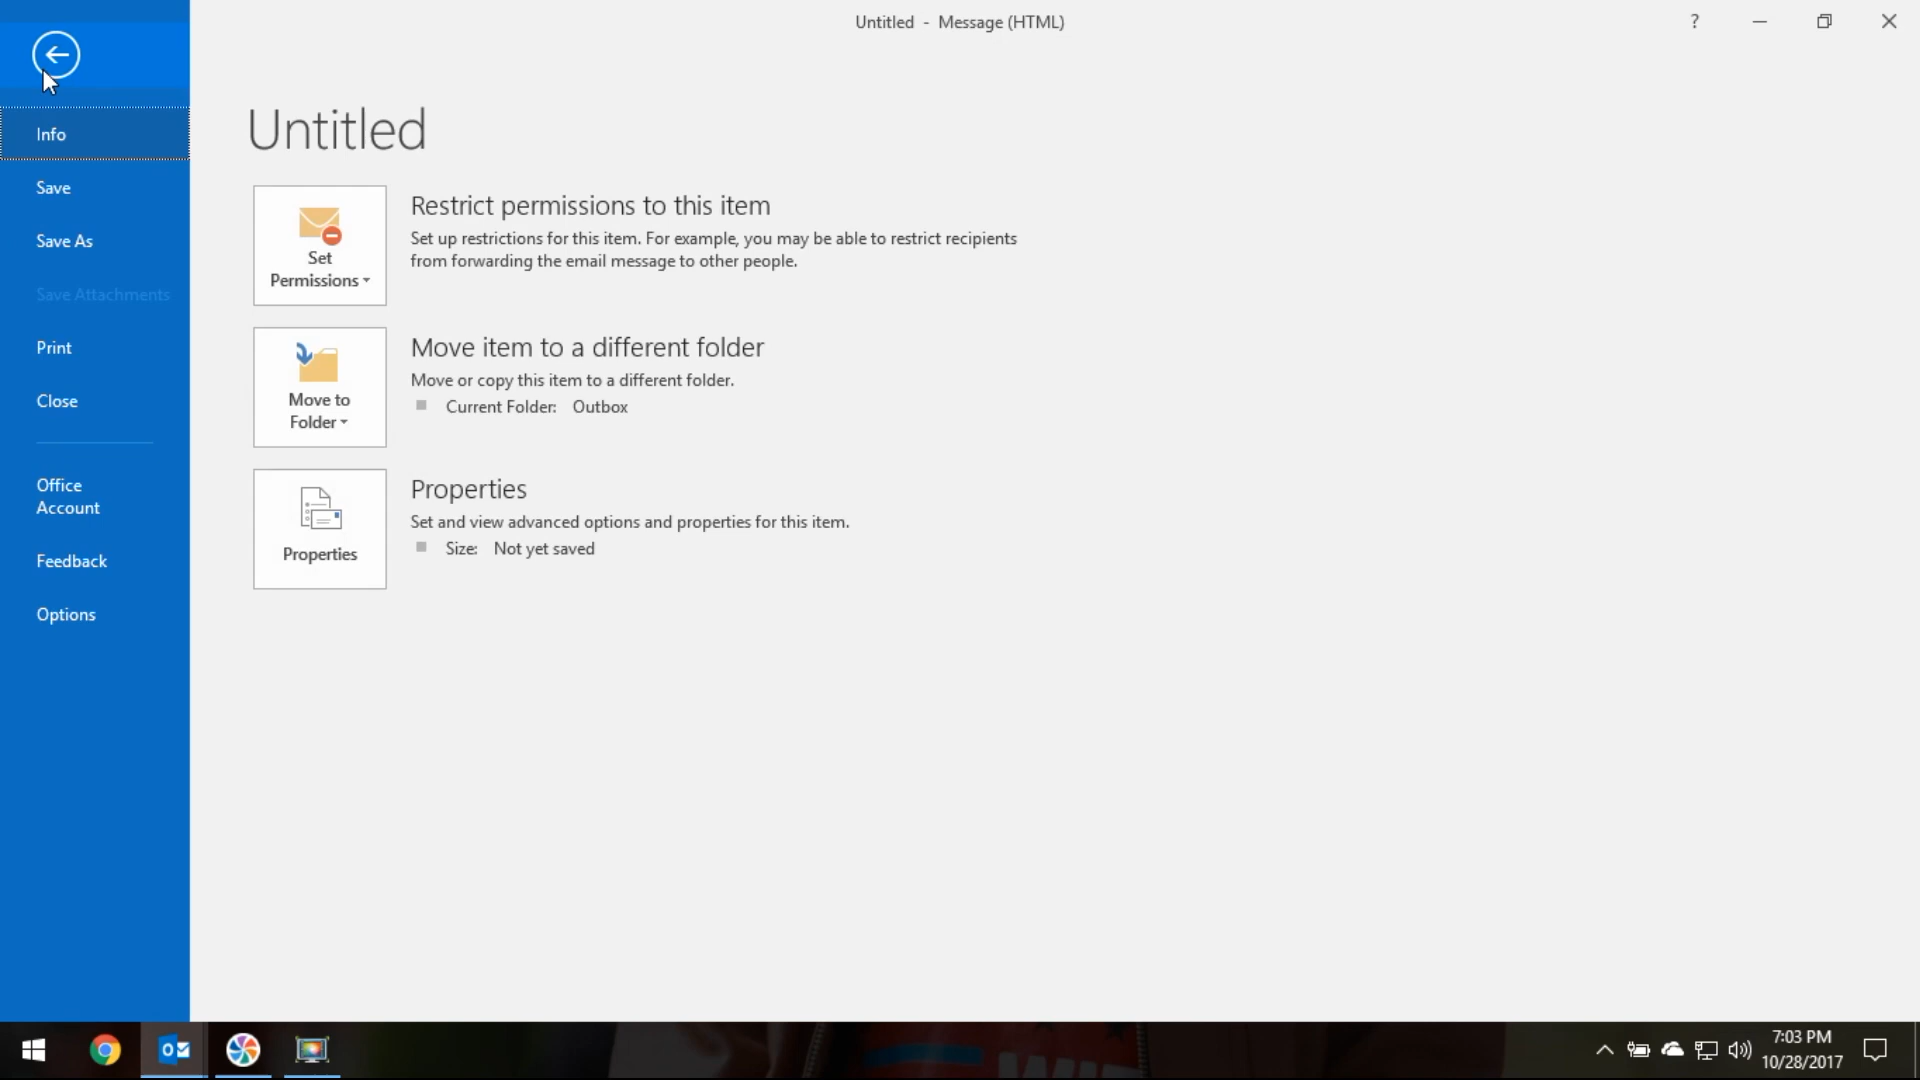 Untitled - Message (HTML)
?
Info
Save
Save As
Save Attachments
Print
Close
Office
Account
Feedback
Options
Untitled
Set
Permissions
Restrict permissions to this item
Set up restrictions for this item. For example, you may be able to restrict recipients
from forwarding the email message to other people.
Move to
Folder
Move item to a different folder
Move or copy this item to a different folder.
Current Folder: Outbox
Properties
Properties
Set and view advanced options and properties for this item.
Size: Not yet saved
7:03 PM
10/28/2017